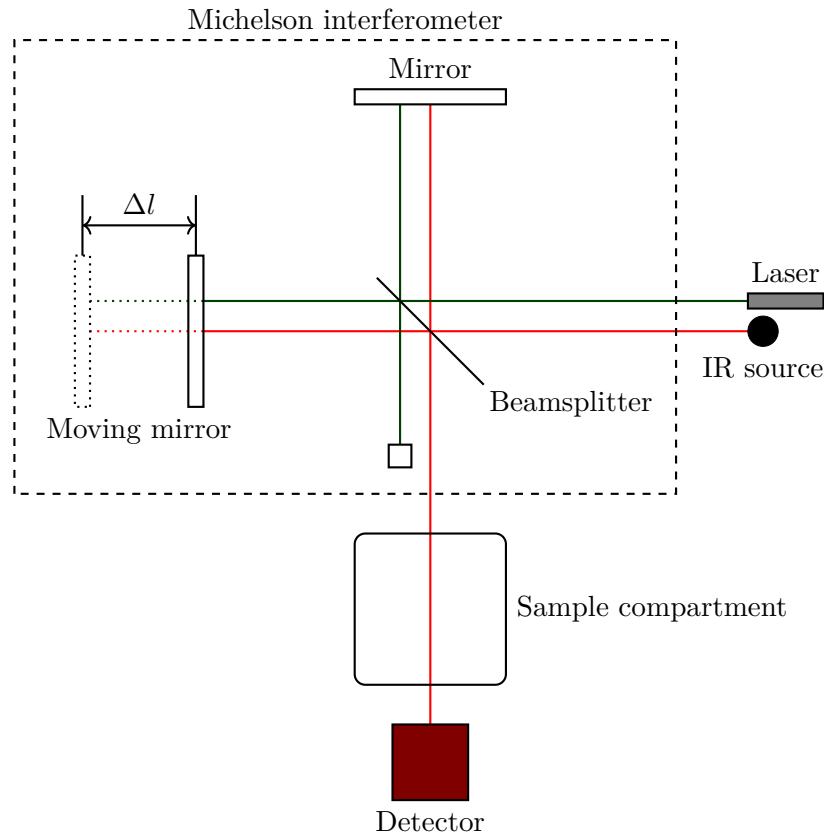 Michelson interferometer
Mirror
Δl
Laser
IR source
Beamsplitter
Moving mirror
Sample compartment
Detector